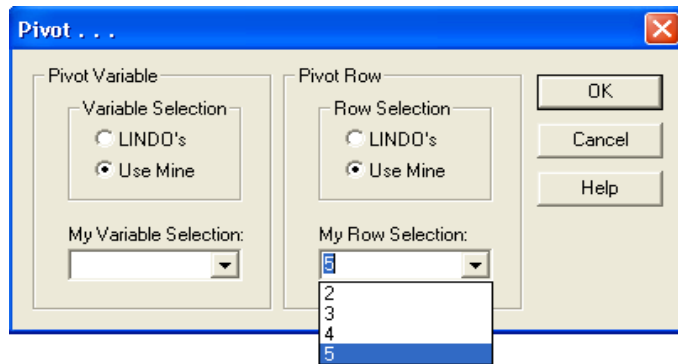 Pivot . . .
Pivot Variable
Variable Selection
LINDO's
Use Mine
My Variable Selection:
Pivot Row
Row Selection
LINDO's
Use Mine
My Row Selection:
5
2
3
4
5
OK
Cancel
Help